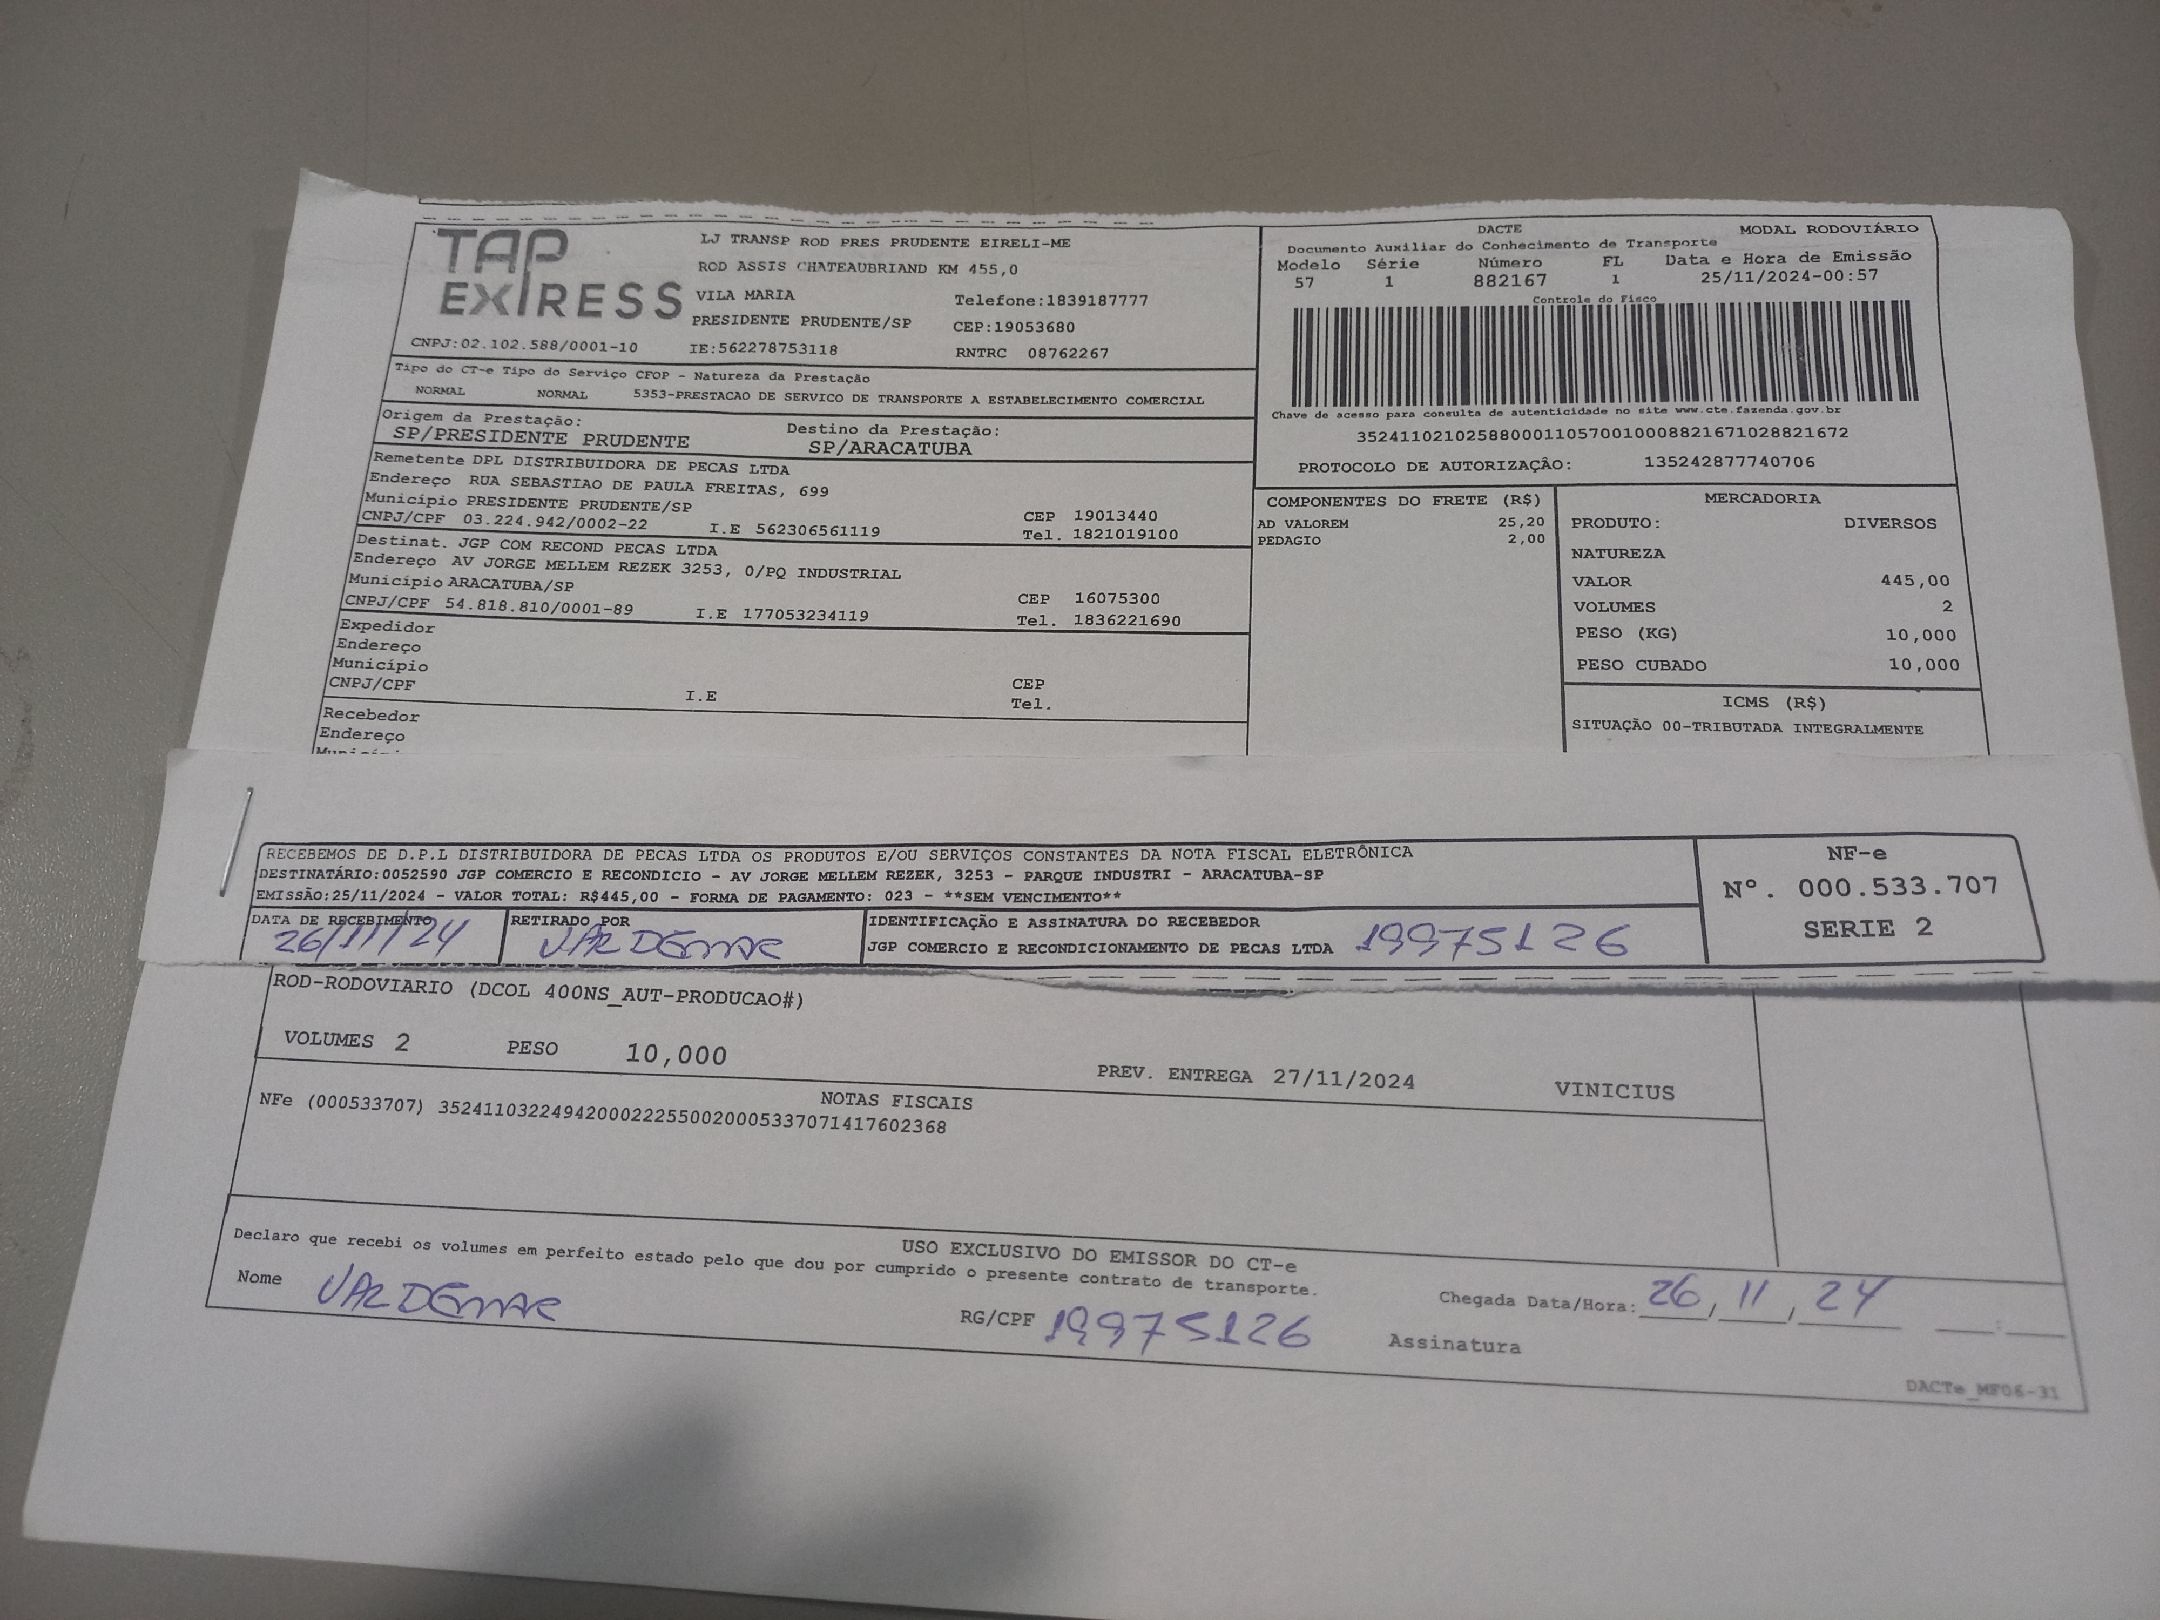 TAP EXPRESS
LJ TRANSP ROD PRES PRUDENTE EIRELI-ME
ROD ASSIS CHATEAUBRIAND KM 455,0
VILA MARIA Telefone:1839187777
PRESIDENTE PRUDENTE/SP CEP:19053680
CNPJ:02.102.588/0001-10 IE:562278753118 RNTRC 08762267
DACTE MODAL RODOVIÁRIO
Documento Auxiliar do Conhecimento de Transporte
Modelo Série Número FL Data e Hora de Emissão
57 1 882167 1 25/11/2024-00:57
Controle do Fisco
Chave de acesso para consulta de autenticidade no site www.cte.fazenda.gov.br
35241102102588000110570010008821671028821672
PROTOCOLO DE AUTORIZAÇÃO: 135242877740706
Tipo do CT-e Tipo do Serviço CFOP - Natureza da Prestação
NORMAL NORMAL 5353-PRESTACAO DE SERVICO DE TRANSPORTE A ESTABELECIMENTO COMERCIAL
Origem da Prestação: Destino da Prestação:
SP/PRESIDENTE PRUDENTE SP/ARACATUBA
Remetente DPL DISTRIBUIDORA DE PECAS LTDA
Endereço RUA SEBASTIAO DE PAULA FREITAS, 699
Município PRESIDENTE PRUDENTE/SP CEP 19013440
CNPJ/CPF 03.224.942/0002-22 I.E 562306561119 Tel. 1821019100
Destinat. JGP COM RECOND PECAS LTDA
Endereço AV JORGE MELLEM REZEK 3253, 0/PQ INDUSTRIAL
Município ARACATUBA/SP CEP 16075300
CNPJ/CPF 54.818.810/0001-89 I.E 177053234119 Tel. 1836221690
Expedidor
Endereço
Município CEP
CNPJ/CPF I.E Tel.
Recebedor
Endereço
COMPONENTES DO FRETE (R$)
AD VALOREM 25,20
PEDAGIO 2,00
MERCADORIA
PRODUTO: DIVERSOS
NATUREZA
VALOR 445,00
VOLUMES 2
PESO (KG) 10,000
PESO CUBADO 10,000
ICMS (R$)
SITUAÇÃO 00-TRIBUTADA INTEGRALMENTE
RECEBEMOS DE D.P.L DISTRIBUIDORA DE PECAS LTDA OS PRODUTOS E/OU SERVIÇOS CONSTANTES DA NOTA FISCAL ELETRÔNICA
DESTINATÁRIO:0052590 JGP COMERCIO E RECONDICIO - AV JORGE MELLEM REZEK, 3253 - PARQUE INDUSTRI - ARACATUBA-SP
EMISSÃO:25/11/2024 - VALOR TOTAL: R$445,00 - FORMA DE PAGAMENTO: 023 - **SEM VENCIMENTO**
DATA DE RECEBIMENTO RETIRADO POR IDENTIFICAÇÃO E ASSINATURA DO RECEBEDOR
26/11/24 VALDEMAR JGP COMERCIO E RECONDICIONAMENTO DE PECAS LTDA 19975126
NF-e
Nº. 000.533.707
SERIE 2
ROD-RODOVIARIO (DCOL 400NS_AUT-PRODUCAO#)
VOLUMES 2 PESO 10,000 PREV. ENTREGA 27/11/2024 VINICIUS
NOTAS FISCAIS
NFe (000533707) 35241103224942000222550020005337071417602368
USO EXCLUSIVO DO EMISSOR DO CT-e
Declaro que recebi os volumes em perfeito estado pelo que dou por cumprido o presente contrato de transporte.
Nome VALDEMAR RG/CPF 19975126 Chegada Data/Hora: 26, 11, 24 :
Assinatura
DACTe_MF06-31